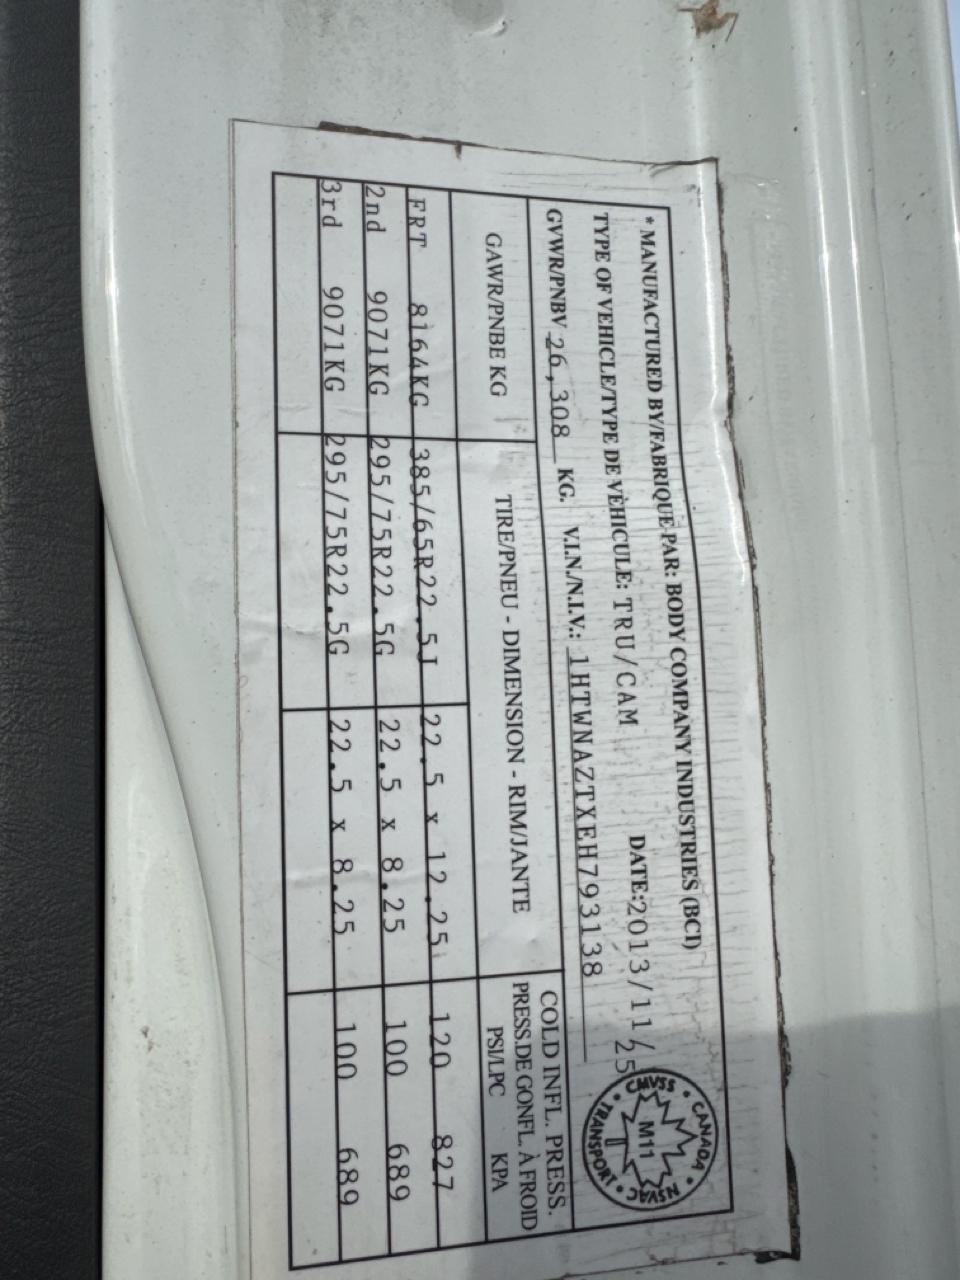 * MANUFACTURED BY/FABRIQUE PAR: BODY COMPANY INDUSTRIES (BCI)
TYPE OF VEHICLE/TYPE DE VÈHICULE: TRU/CAM DATE:2013/11/25
GVWR/PNBV 26,308 KG. V.I.N./N.I.V.: 1HTWNAZTXEH793138
CANADA
CMVSS M11 NSVAC
TRANSPORT
GAWR/PNBE KG TIRE/PNEU - DIMENSION - RIM/JANTE COLD INFL. PRESS.
PRESS.DE GONFL. À FROID
PSI/LPC KPA
FRT 8164KG 385/65R22.5J 22.5 x 12.25 120 827
2nd 9071KG 295/75R22.5G 22.5 x 8.25 100 689
3rd 9071KG 295/75R22.5G 22.5 x 8.25 100 689